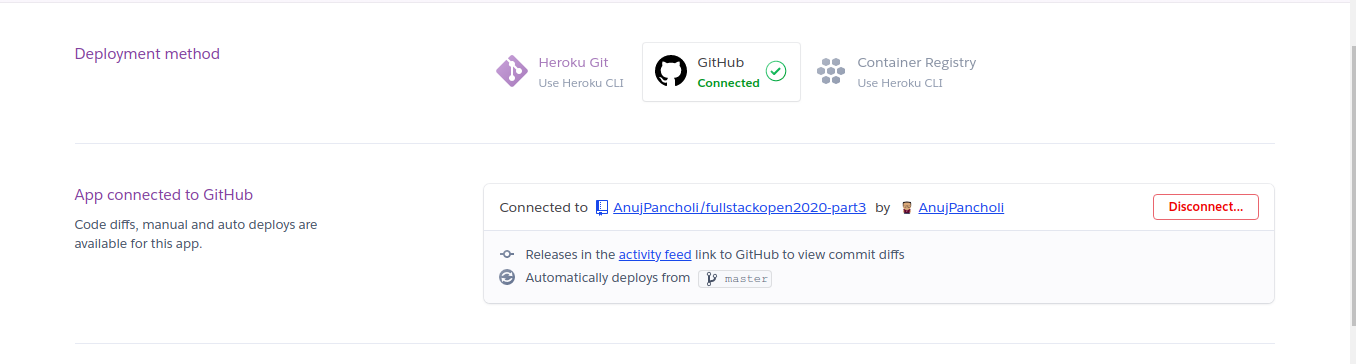 Deployment method
Heroku Git
Use Heroku CLI
GitHub
Connected
Container Registry
Use Heroku CLI
App connected to GitHub
Code diffs, manual and auto deploys are
available for this app.
Connected to AnujPancholi/fullstackopen2020-part3 by AnujPancholi
Disconnect...
Releases in the activity feed link to GitHub to view commit diffs
Automatically deploys from master